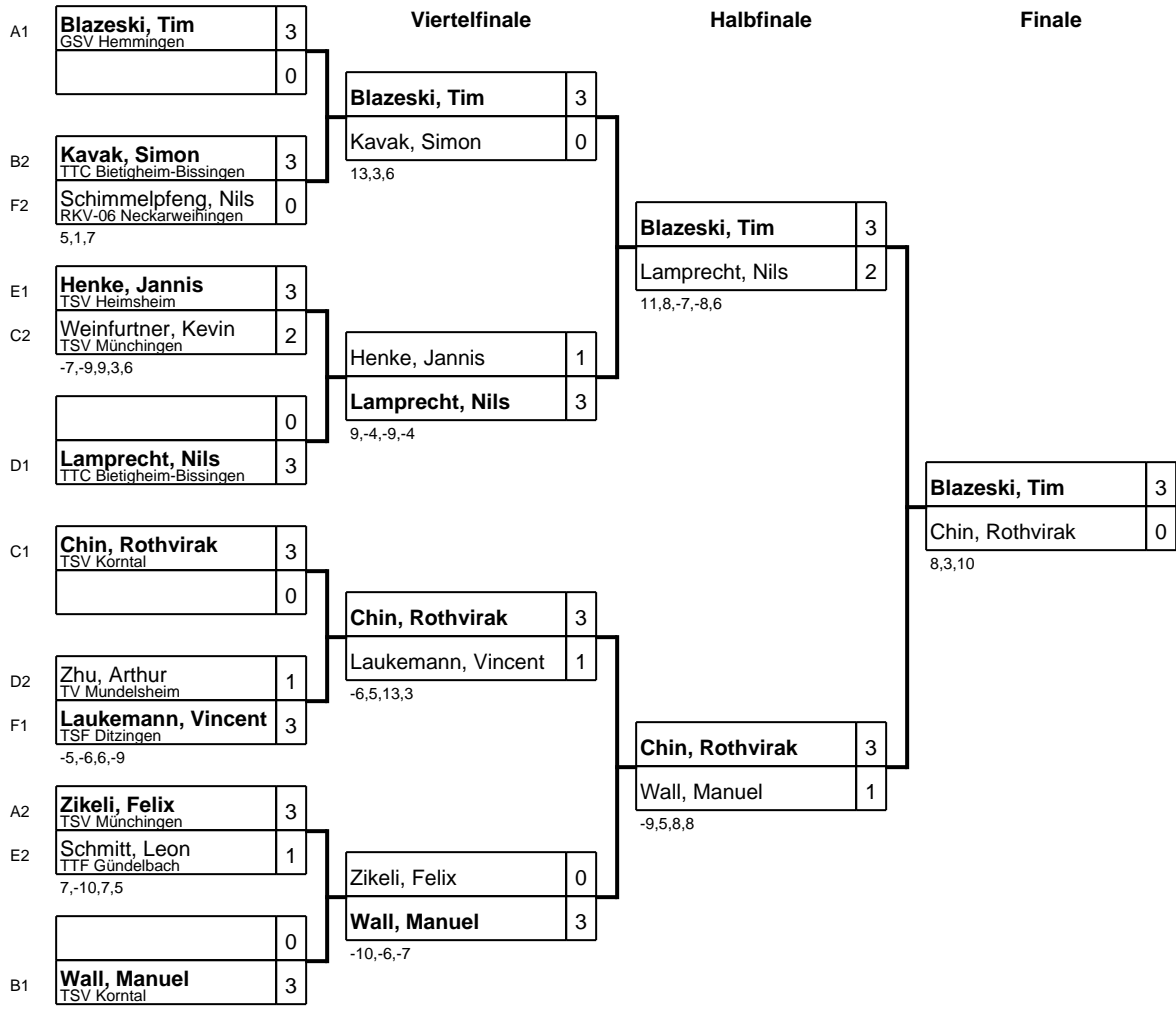 Viertelfinale
Halbfinale
Finale
A1
Blazeski, Tim
3
GSV Hemmingen
0
B2
Kavak, Simon
3
TTC Bietigheim-Bissingen
F2
Schimmelpfeng, Nils
0
RKV-06 Neckarweihingen
5,1,7
E1
Henke, Jannis
3
TSV Heimsheim
C2
Weinfurtner, Kevin
2
TSV Münchingen
-7,-9,9,3,6
0
D1
Lamprecht, Nils
3
TTC Bietigheim-Bissingen
C1
Chin, Rothvirak
3
TSV Korntal
0
D2
Zhu, Arthur
1
TV Mundelsheim
F1
Laukemann, Vincent
3
TSF Ditzingen
-5,-6,6,-9
A2
Zikeli, Felix
3
TSV Münchingen
E2
Schmitt, Leon
1
TTF Gündelbach
7,-10,7,5
0
B1
Wall, Manuel
3
TSV Korntal
Blazeski, Tim
3
Kavak, Simon
0
13,3,6
Henke, Jannis
1
Lamprecht, Nils
3
9,-4,-9,-4
Chin, Rothvirak
3
Laukemann, Vincent
1
-6,5,13,3
Zikeli, Felix
0
Wall, Manuel
3
-10,-6,-7
Blazeski, Tim
3
Lamprecht, Nils
2
11,8,-7,-8,6
Chin, Rothvirak
3
Wall, Manuel
1
-9,5,8,8
Blazeski, Tim
3
Chin, Rothvirak
0
8,3,10